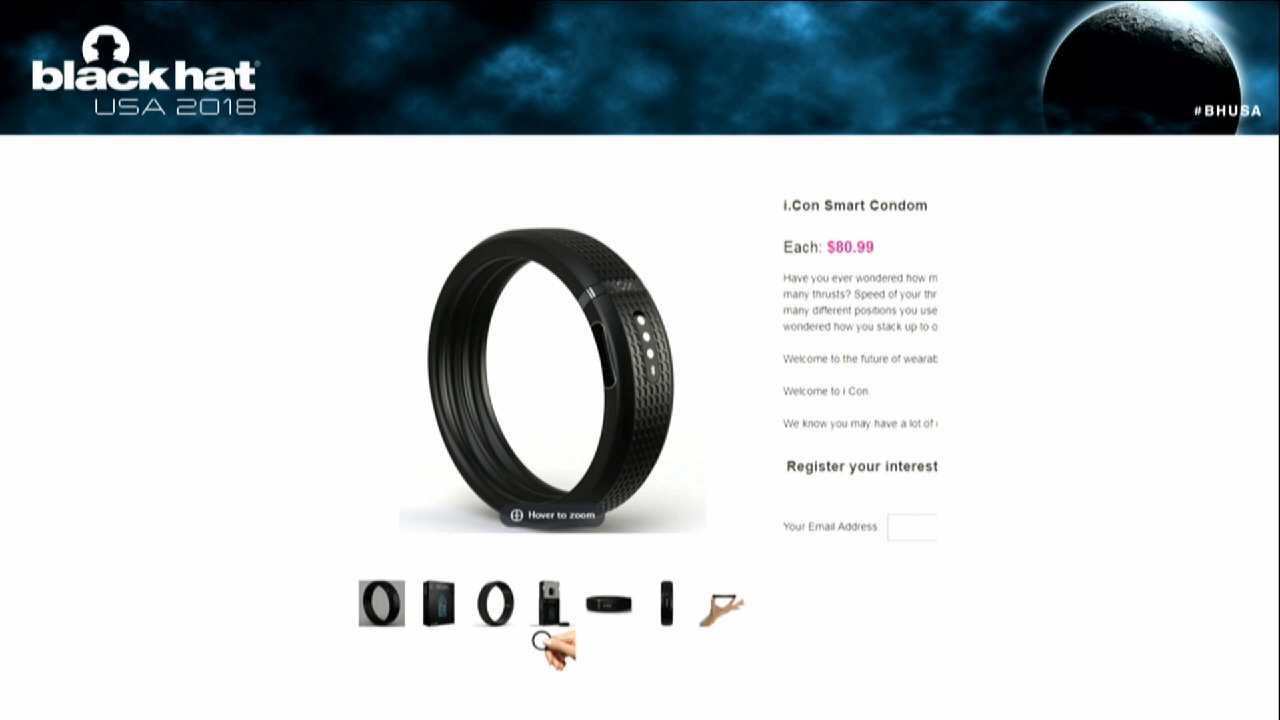 black hat
USA 2018
#BHUSA
i.Con Smart Condom
Each: $80.99
Have you ever wondered how m
many thrusts? Speed of your thr
many different positions you use
wondered how you stack up to o
Welcome to the future of wearab
Welcome to i.Con.
We know you may have a lot of
Register your interest
Your Email Address
Hover to zoom